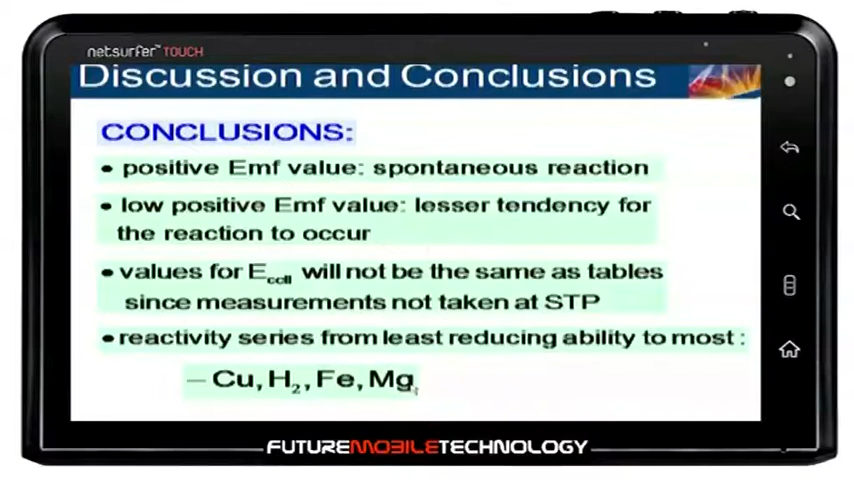 netsurfer™TOUCH
Discussion and Conclusions
CONCLUSIONS:
• positive Emf value: spontaneous reaction
• low positive Emf value: lesser tendency for
the reaction to occur
• values for Ecell will not be the same as tables
since measurements not taken at STP
• reactivity series from least reducing ability to most :
– Cu, H₂, Fe, Mg
FUTUREMOBILETECHNOLOGY